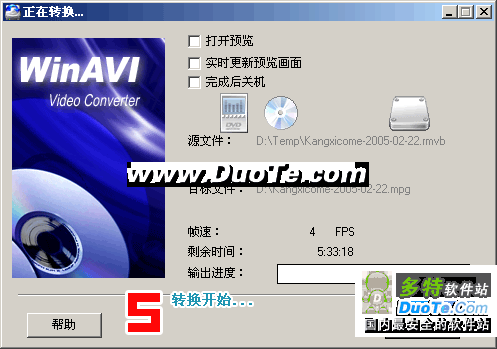 正在转换...
WinAVI
Video Converter
打开预览
实时更新预览画面
完成后关机
DVD
源文件：
D:\Temp\Kangxicome-2005-02-22.rmvb
www.DuoTe.com
目标文件：
D:\Kangxicome-2005-02-22.mpg
帧速：
4 FPS
剩余时间：
5:33:18
输出进度：
5
转换开始...
帮助
多特软件站
DuoTe.com
国内最安全的软件站